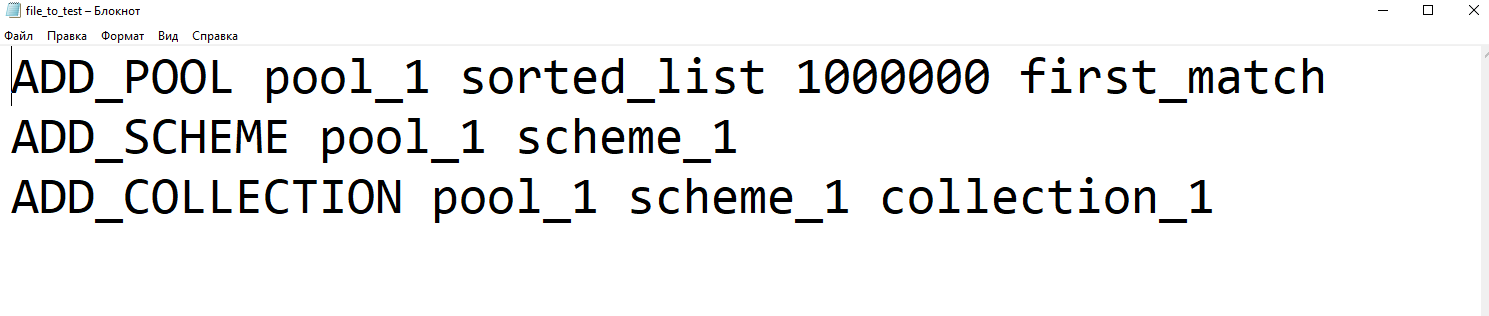 file_to_test – Блокнот
Файл Правка Формат Вид Справка
ADD_POOL pool_1 sorted_list 1000000 first_match
ADD_SCHEME pool_1 scheme_1
ADD_COLLECTION pool_1 scheme_1 collection_1